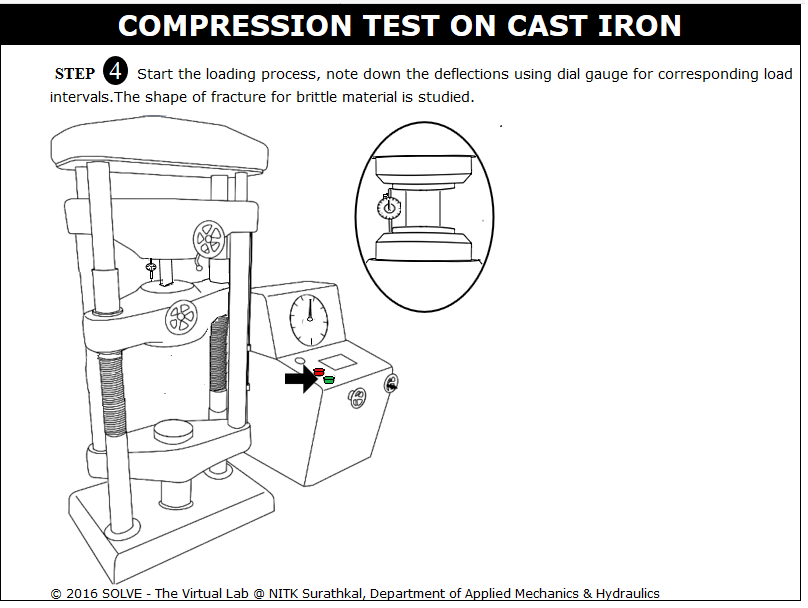 COMPRESSION TEST ON CAST IRON
STEP 4 Start the loading process, note down the deflections using dial gauge for corresponding load
intervals.The shape of fracture for brittle material is studied.
© 2016 SOLVE - The Virtual Lab @ NITK Surathkal, Department of Applied Mechanics & Hydraulics